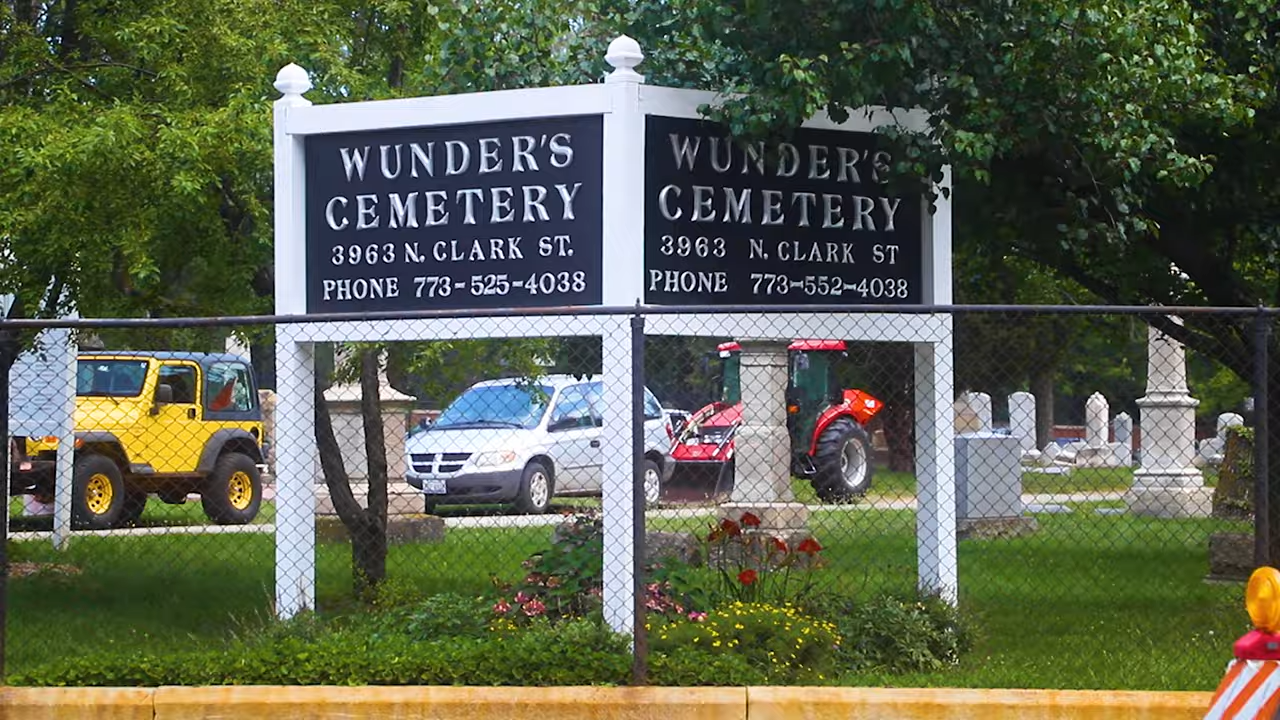 WUNDER'S
CEMETERY
3963 N. CLARK ST.
PHONE 773-525-4038
WUNDER'S
CEMETERY
3963 N. CLARK ST
PHONE 773-552-4038